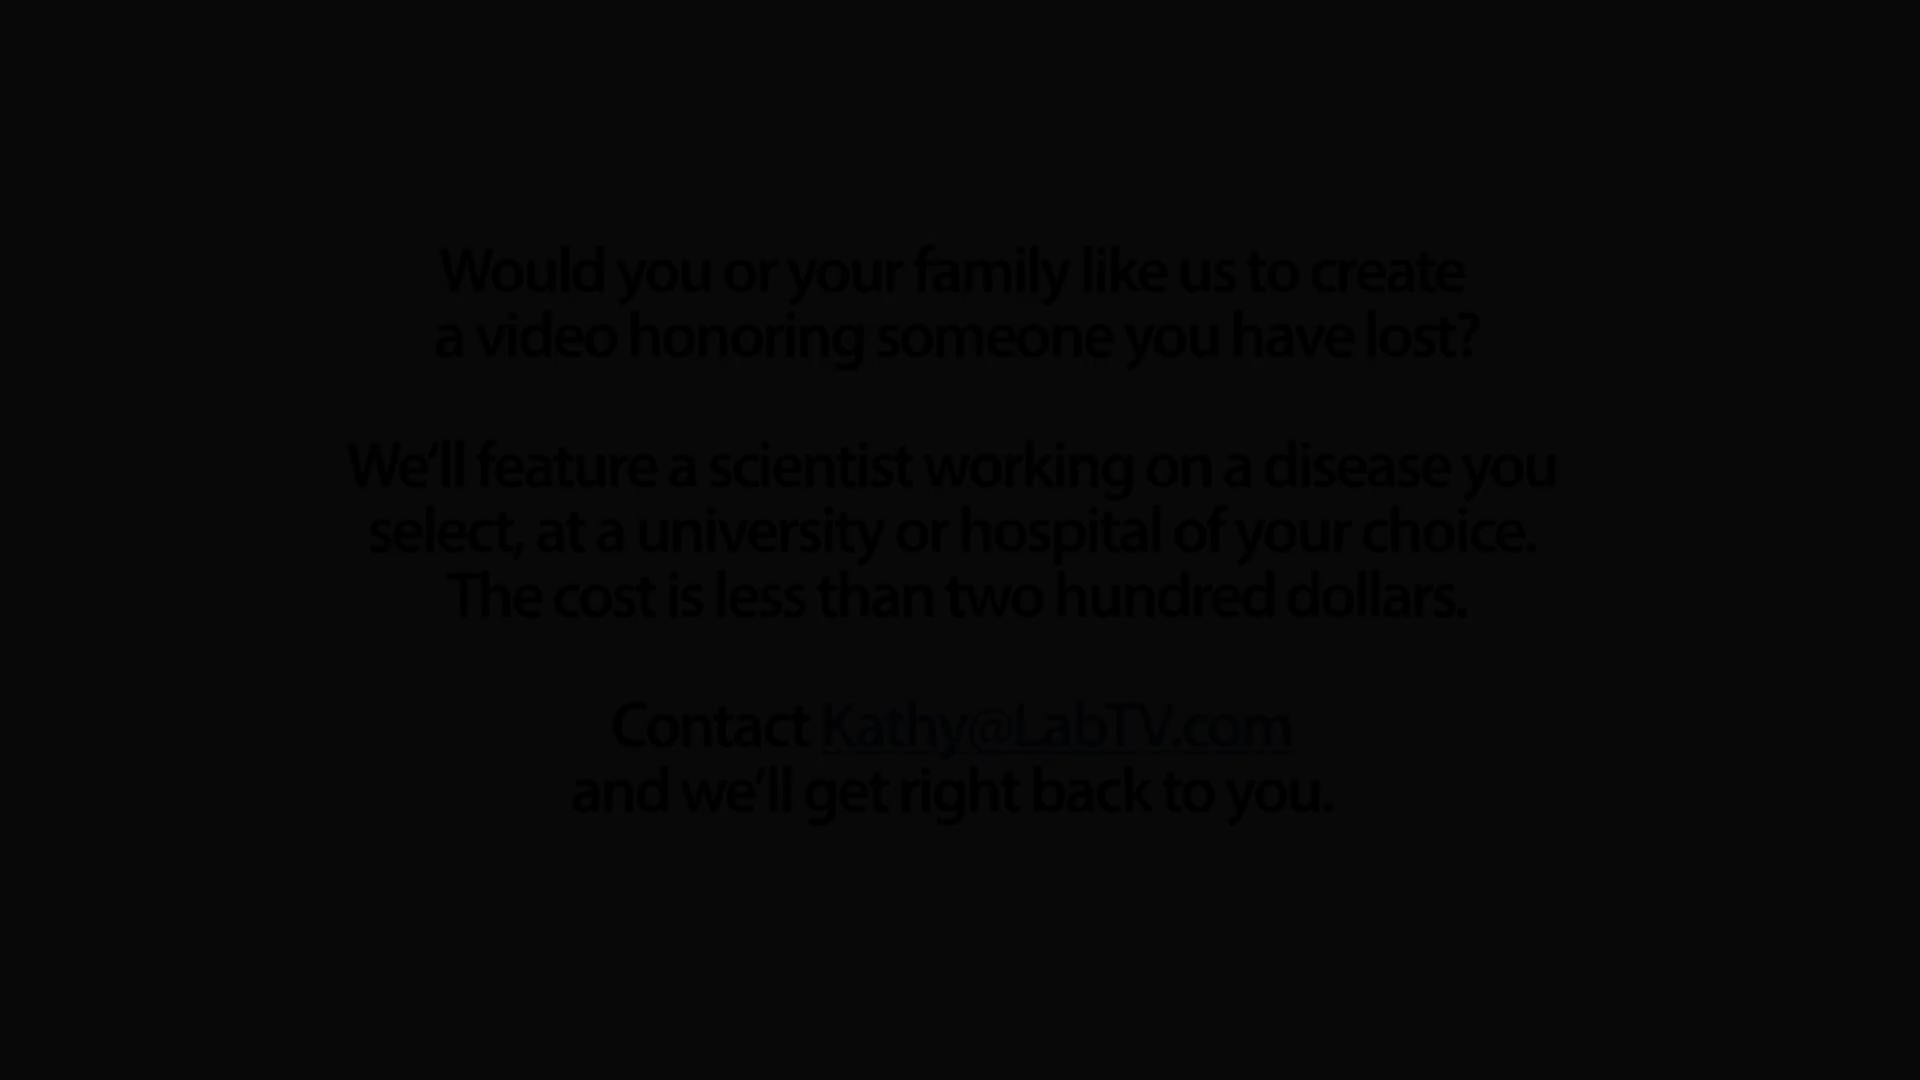 Would you or your family like us to create
a video honoring someone you have lost?
We'll feature a scientist working on a disease you
select, at a university or hospital of your choice.
The cost is less than two hundred dollars.
Contact Kathy@LabTV.com
and we'll get right back to you.